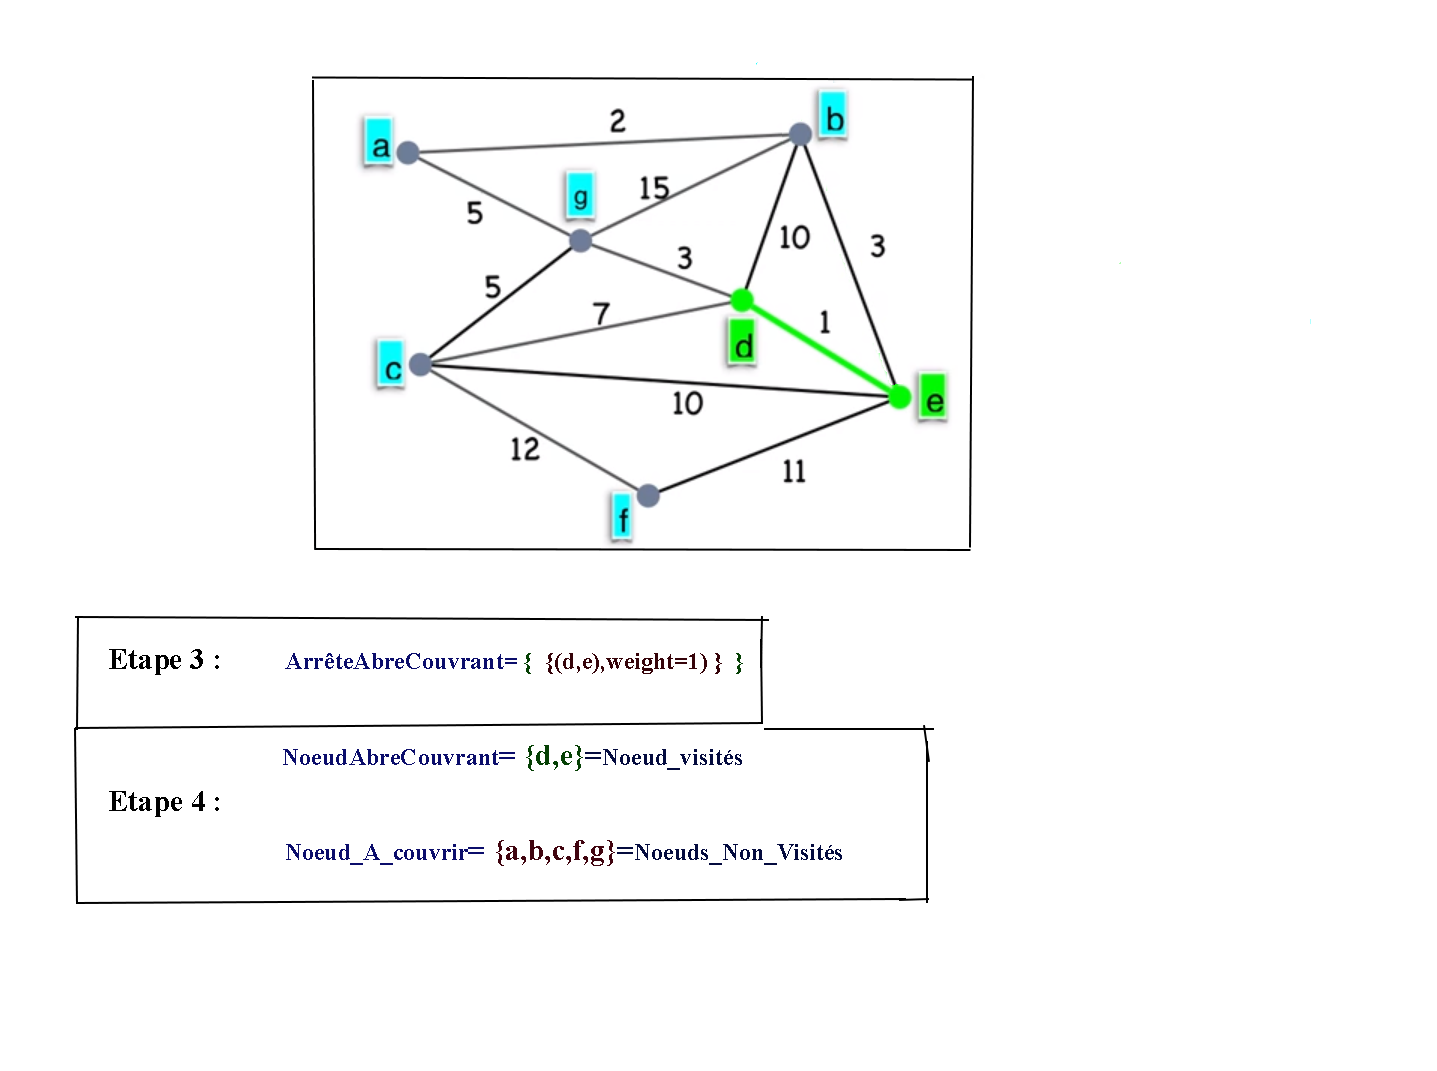 a
2
b
g
15
5
10
3
3
5
7
1
d
c
10
e
12
11
f
Etape 3 : ArrêteAbreCouvrant= { {(d,e),weight=1) } }
NoeudAbreCouvrant= {d,e}=Noeud_visités
Etape 4 :
Noeud_A_couvrir= {a,b,c,f,g}=Noeuds_Non_Visités